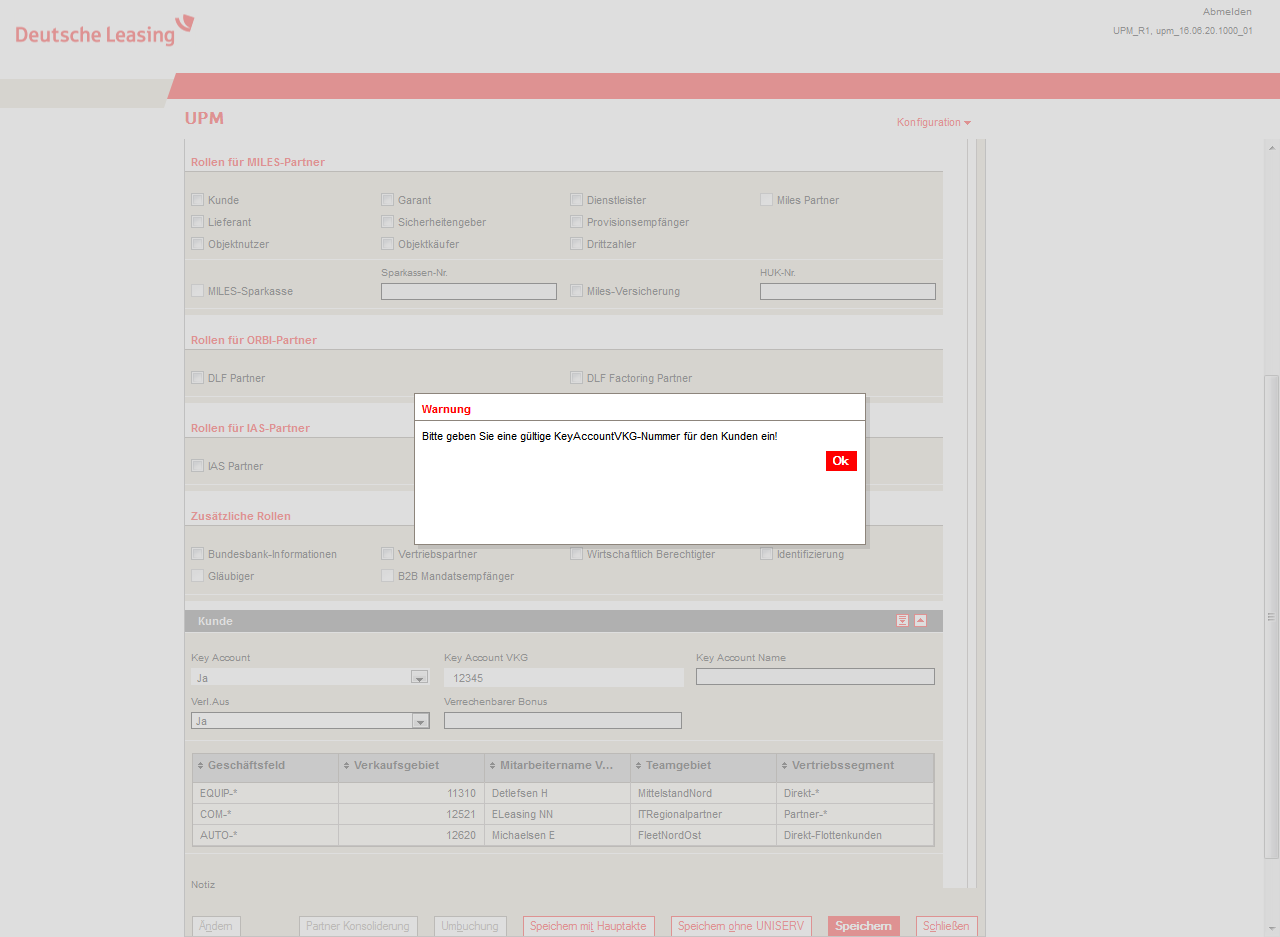 Abmelden
Deutsche Leasing
UPM_R1, upm_16.06.20.1000_01
UPM
Konfiguration
Rollen für MILES-Partner
Kunde Garant Dienstleister Miles Partner
Lieferant Sicherheitengeber Provisionsempfänger
Objektnutzer Objektkäufer Drittzahler
Sparkassen-Nr. HUK-Nr.
MILES-Sparkasse Miles-Versicherung
Rollen für ORBI-Partner
DLF Partner DLF Factoring Partner
Warnung
Rollen für IAS-Partner
Bitte geben Sie eine gültige KeyAccountVKG-Nummer für den Kunden ein!
Ok
IAS Partner
Zusätzliche Rollen
Bundesbank-Informationen Vertriebspartner Wirtschaftlich Berechtigter Identifizierung
Gläubiger B2B Mandatsempfänger
Kunde
Key Account Key Account VKG Key Account Name
Ja 12345
Verl.Aus Verrechenbarer Bonus
Ja
Geschäftsfeld Verkaufsgebiet Mitarbeitername V... Teamgebiet Vertriebssegment
EQUIP-* 11310 Detlefsen H MittelstandNord Direkt-*
COM-* 12521 ELeasing NN ITRegionalpartner Partner-*
AUTO-* 12620 Michaelsen E FleetNordOst Direkt-Flottenkunden
Notiz
Ändern Partner Konsolidierung Umbuchung Speichern mit Hauptakte Speichern ohne UNISERV Speichern Schließen